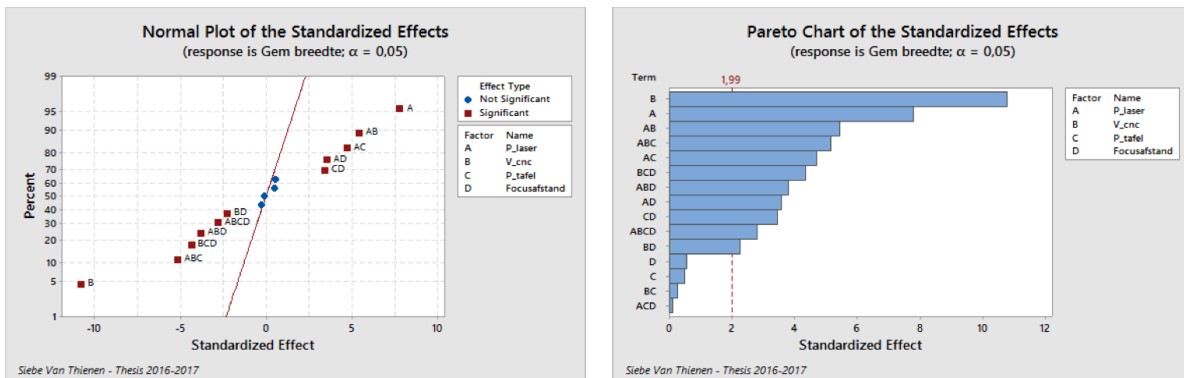 Normal Plot of the Standardized Effects
(response is Gem breedte; α = 0,05)
99
95
90
80
70
60
50
40
30
20
10
5
1
Percent
A
AB
AC
AD
CD
BD
ABCD
ABD
BCD
ABC
B
-10 -5 0 5 10
Standardized Effect
Effect Type
Not Significant
Significant
Factor Name
A P_laser
B V_cnc
C P_tafel
D Focusafstand
Siebe Van Thienen - Thesis 2016-2017
Pareto Chart of the Standardized Effects
(response is Gem breedte; α = 0,05)
Term
1,99
B
A
AB
ABC
AC
BCD
ABD
AD
CD
ABCD
BD
D
C
BC
ACD
0 2 4 6 8 10 12
Standardized Effect
Factor Name
A P_laser
B V_cnc
C P_tafel
D Focusafstand
Siebe Van Thienen - Thesis 2016-2017